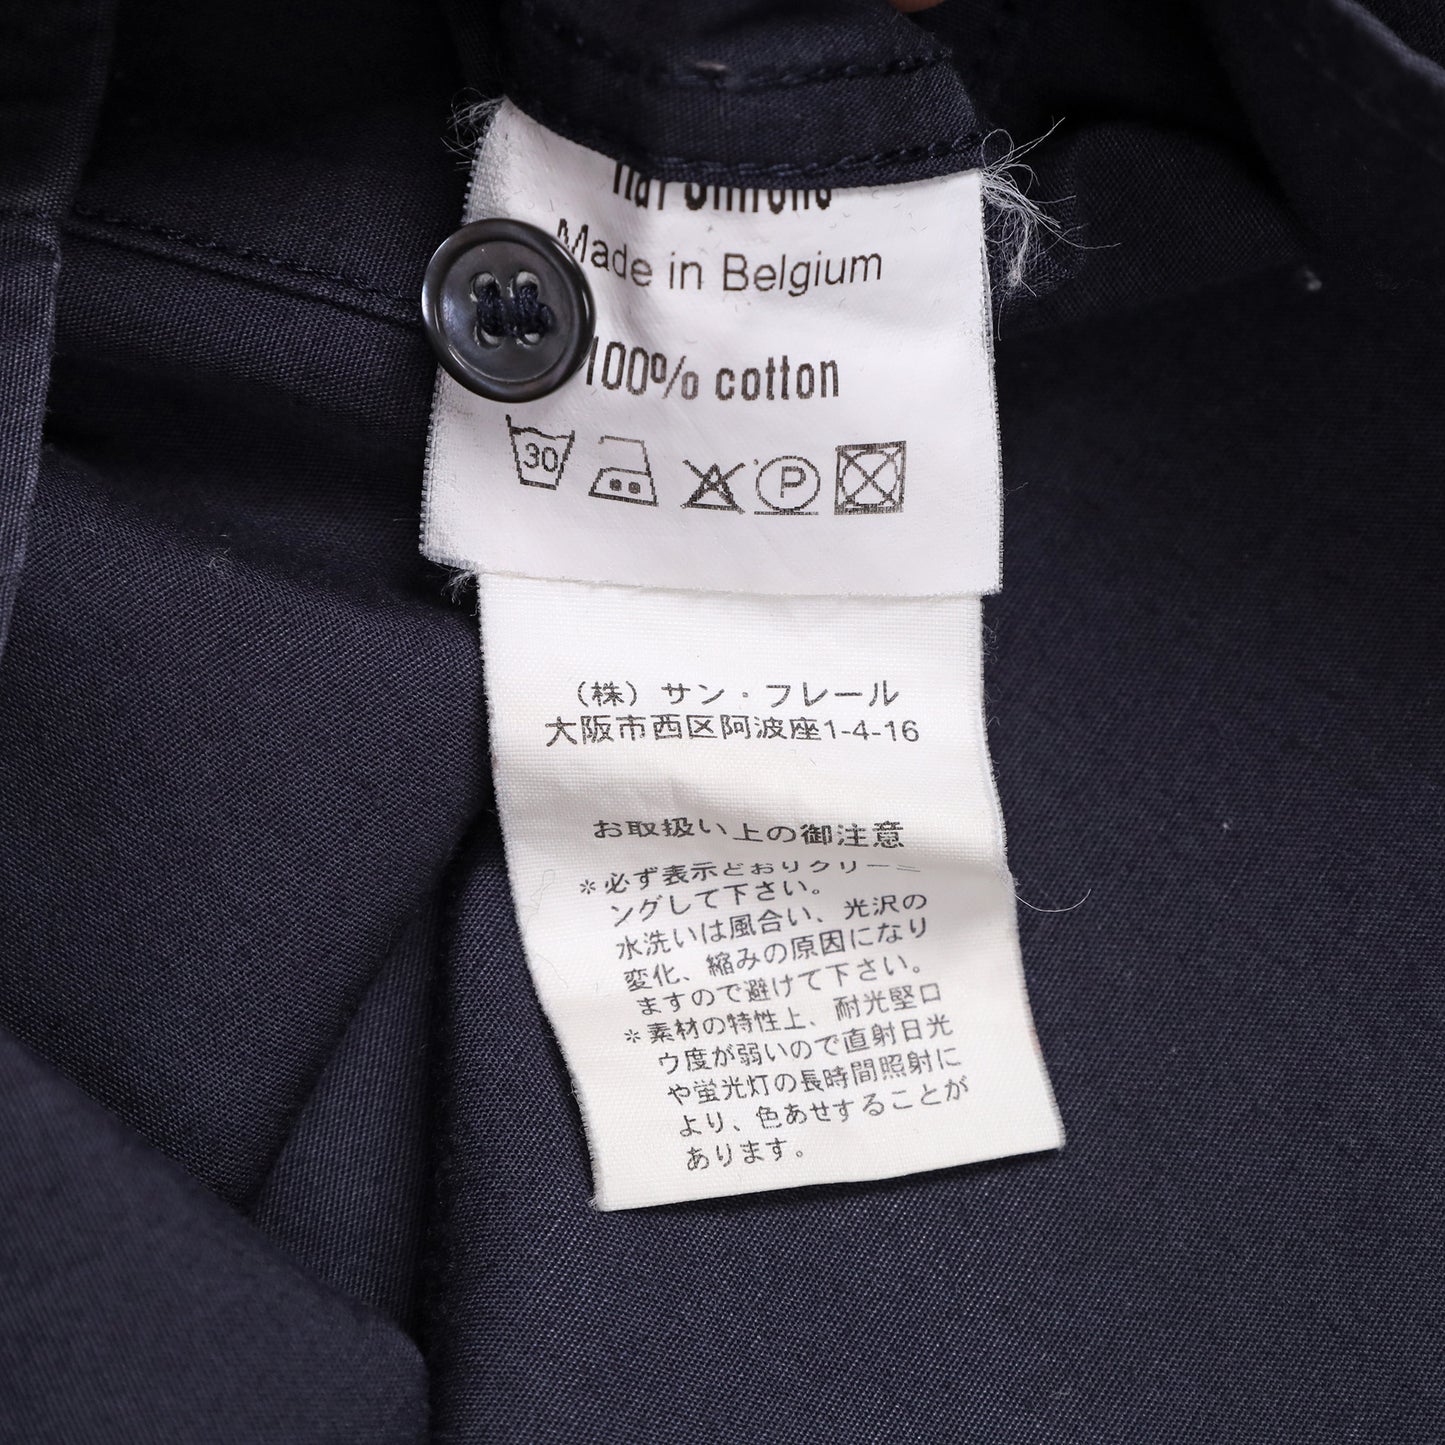 Made in Belgium
100% cotton
30
P
（株）サン・フレール
大阪市西区阿波座1-4-16
お取扱い上の御注意
＊必ず表示どおりクリーニ
ングして下さい。
水洗いは風合い、光沢の
変化、縮みの原因になり
ますので避けて下さい。
＊素材の特性上、耐光堅口
ウ度が弱いので直射日光
や蛍光灯の長時間照射に
より、色あせすることが
あります。